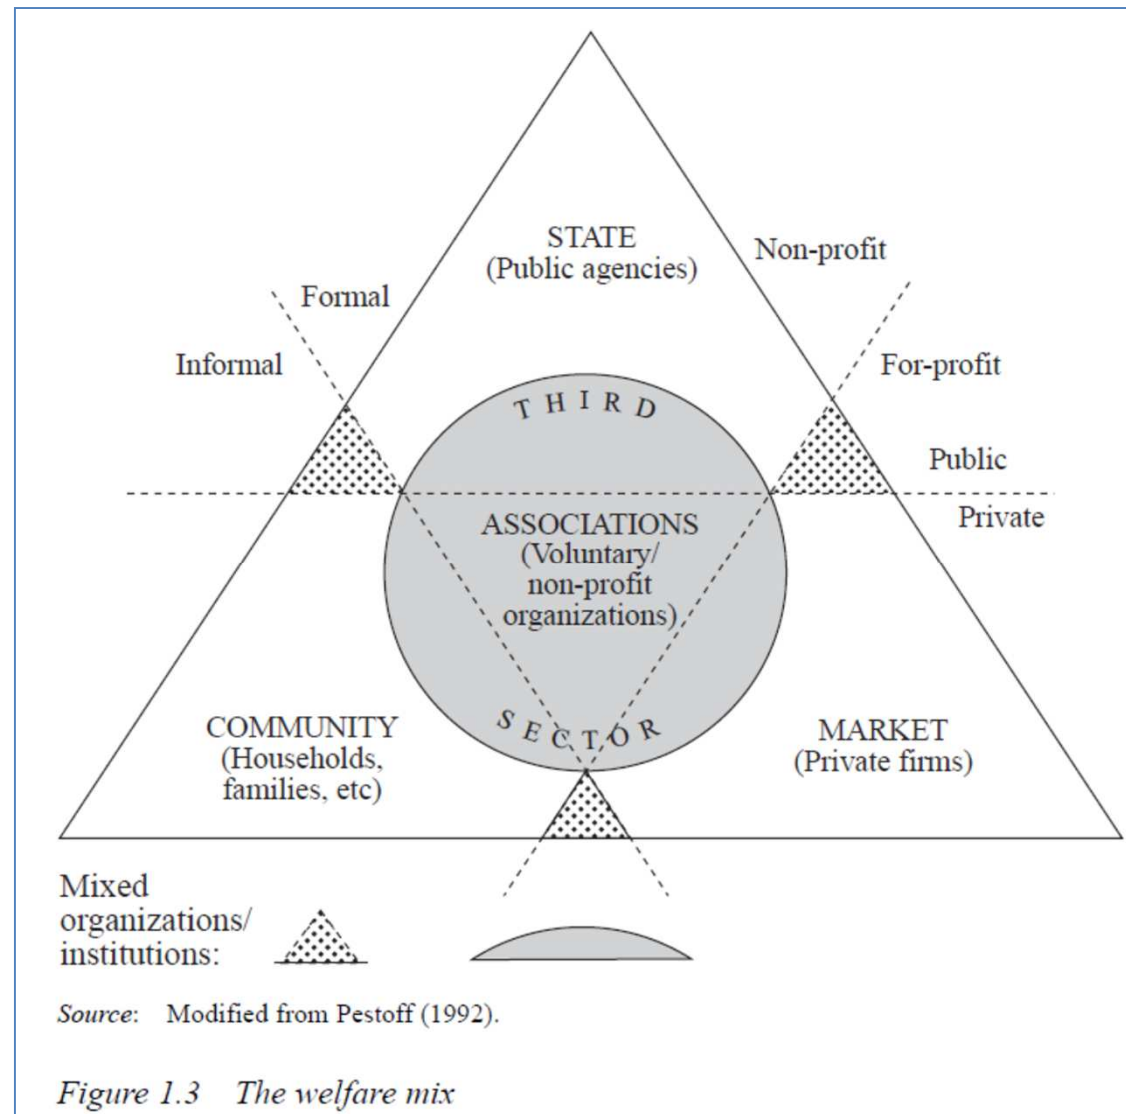 STATE
(Public agencies)
Non-profit
Formal
Informal
For-profit
THIRD
Public
Private
ASSOCIATIONS
(Voluntary/
non-profit
organizations)
SECTOR
COMMUNITY
(Households,
families, etc)
MARKET
(Private firms)
Mixed
organizations/
institutions:
Source: Modified from Pestoff (1992).
Figure 1.3 The welfare mix